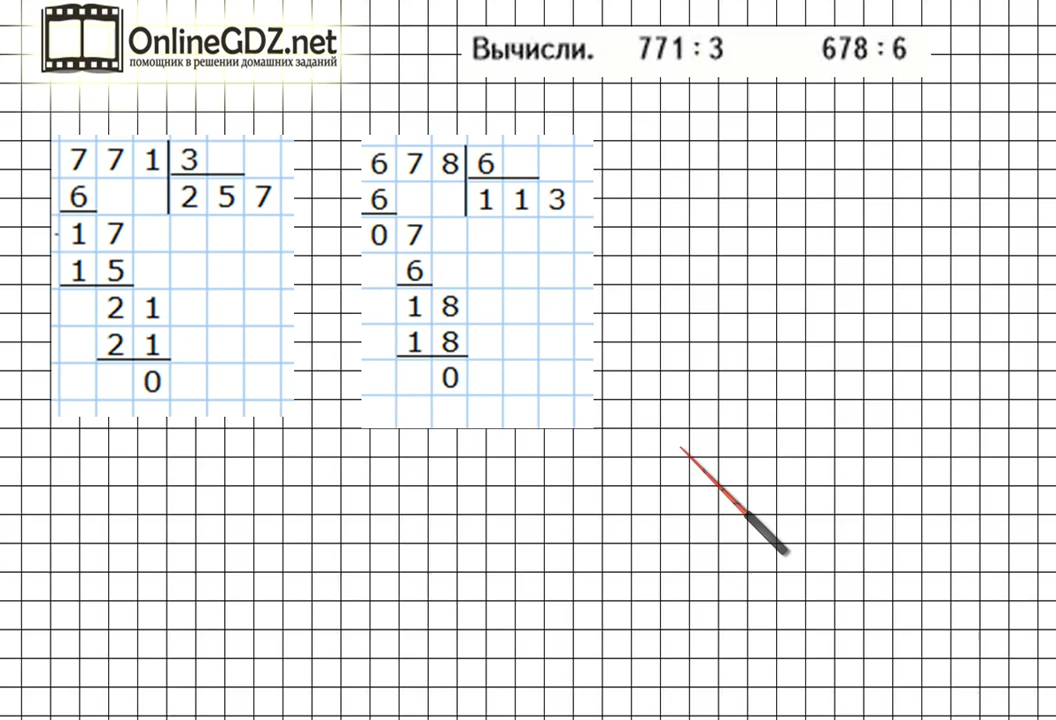 OnlineGDZ.net
помощник в решении домашних заданий
Вычисли. 771 : 3 678 : 6
7 7 1 3
6 2 5 7
1 7
1 5
2 1
2 1
0
6 7 8 6
6 1 1 3
0 7
6
1 8
1 8
0